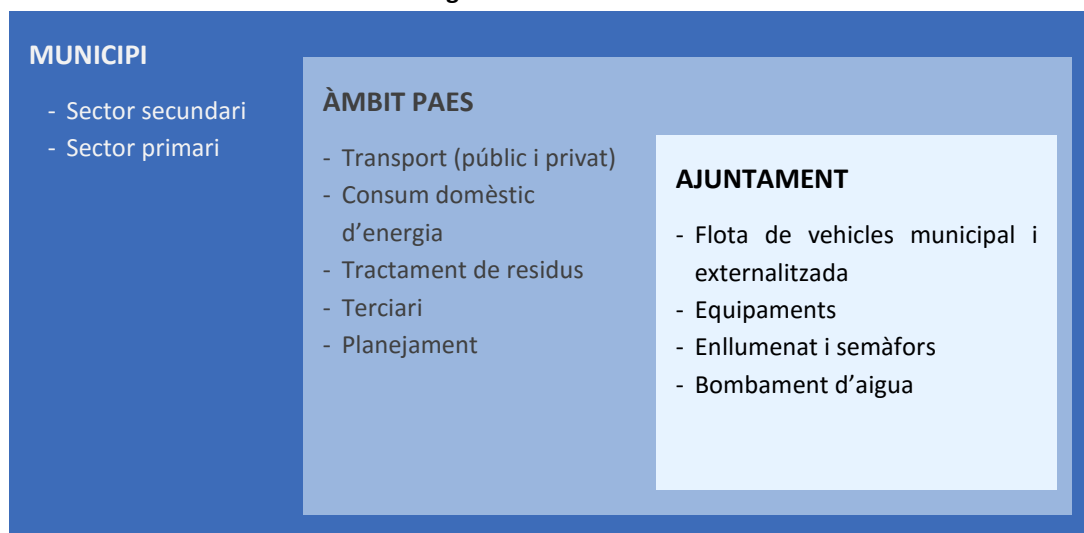 MUNICIPI
- Sector secundari
- Sector primari
ÀMBIT PAES
- Transport (públic i privat)
- Consum domèstic
d’energia
- Tractament de residus
- Terciari
- Planejament
AJUNTAMENT
- Flota de vehicles municipal i
externalitzada
- Equipaments
- Enllumenat i semàfors
- Bombament d’aigua